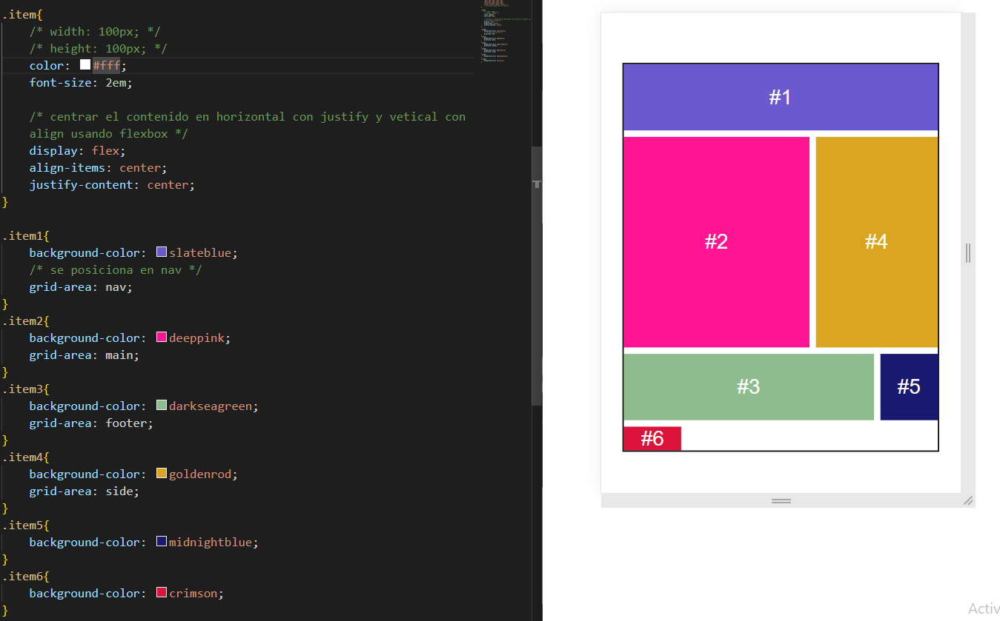 .item{
/* width: 100px; */
/* height: 100px; */
color: #fff;
font-size: 2em;
/* centrar el contenido en horizontal con justify y vetical con
align usando flexbox */
display: flex;
align-items: center;
justify-content: center;
}
.item1{
background-color: slateblue;
/* se posiciona en nav */
grid-area: nav;
}
.item2{
background-color: deeppink;
grid-area: main;
}
.item3{
background-color: darkseagreen;
grid-area: footer;
}
.item4{
background-color: goldenrod;
grid-area: side;
}
.item5{
background-color: midnightblue;
}
.item6{
background-color: crimson;
}
#1
#2
#4
#3
#5
#6
Activ